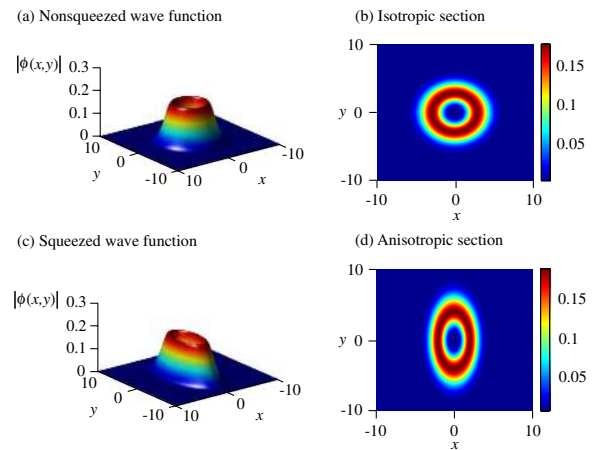 (a) Nonsqueezed wave function
|ϕ(x,y)|
0.3
0.2
0.1
0
10
0
-10
y
10
0
-10
x
(b) Isotropic section
10
y 0
-10
-10 0 10
x
0.15
0.1
0.05
(c) Squeezed wave function
|ϕ(x,y)|
0.3
0.2
0.1
0
10
0
-10
y
10
0
-10
x
(d) Anisotropic section
10
y 0
-10
-10 0 10
x
0.15
0.1
0.05